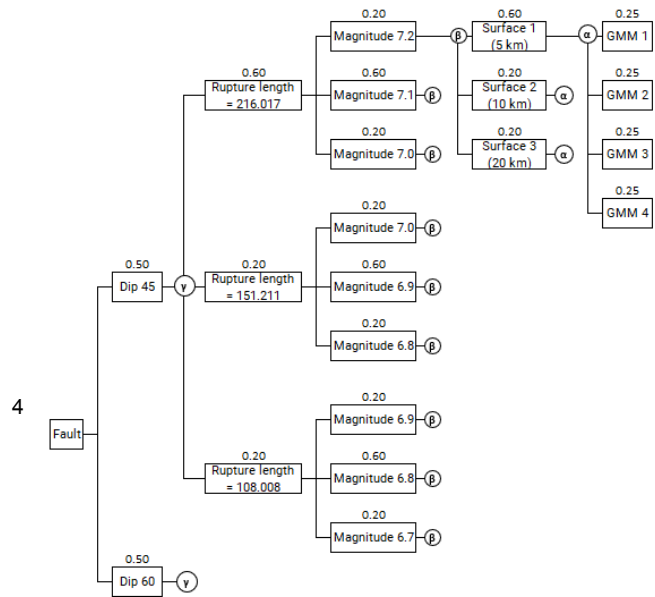 0.20
Magnitude 7.2
β
0.60
Surface 1
(5 km)
α
0.25
GMM 1
0.60
Rupture length
= 216.017
0.60
Magnitude 7.1
β
0.20
Surface 2
(10 km)
α
0.25
GMM 2
0.20
Magnitude 7.0
β
0.20
Surface 3
(20 km)
α
0.25
GMM 3
0.25
GMM 4
0.20
Magnitude 7.0
β
0.50
Dip 45
γ
0.20
Rupture length
= 151.211
0.60
Magnitude 6.9
β
0.20
Magnitude 6.8
β
4
Fault
0.20
Magnitude 6.9
β
0.20
Rupture length
= 108.008
0.60
Magnitude 6.8
β
0.20
Magnitude 6.7
β
0.50
Dip 60
γ